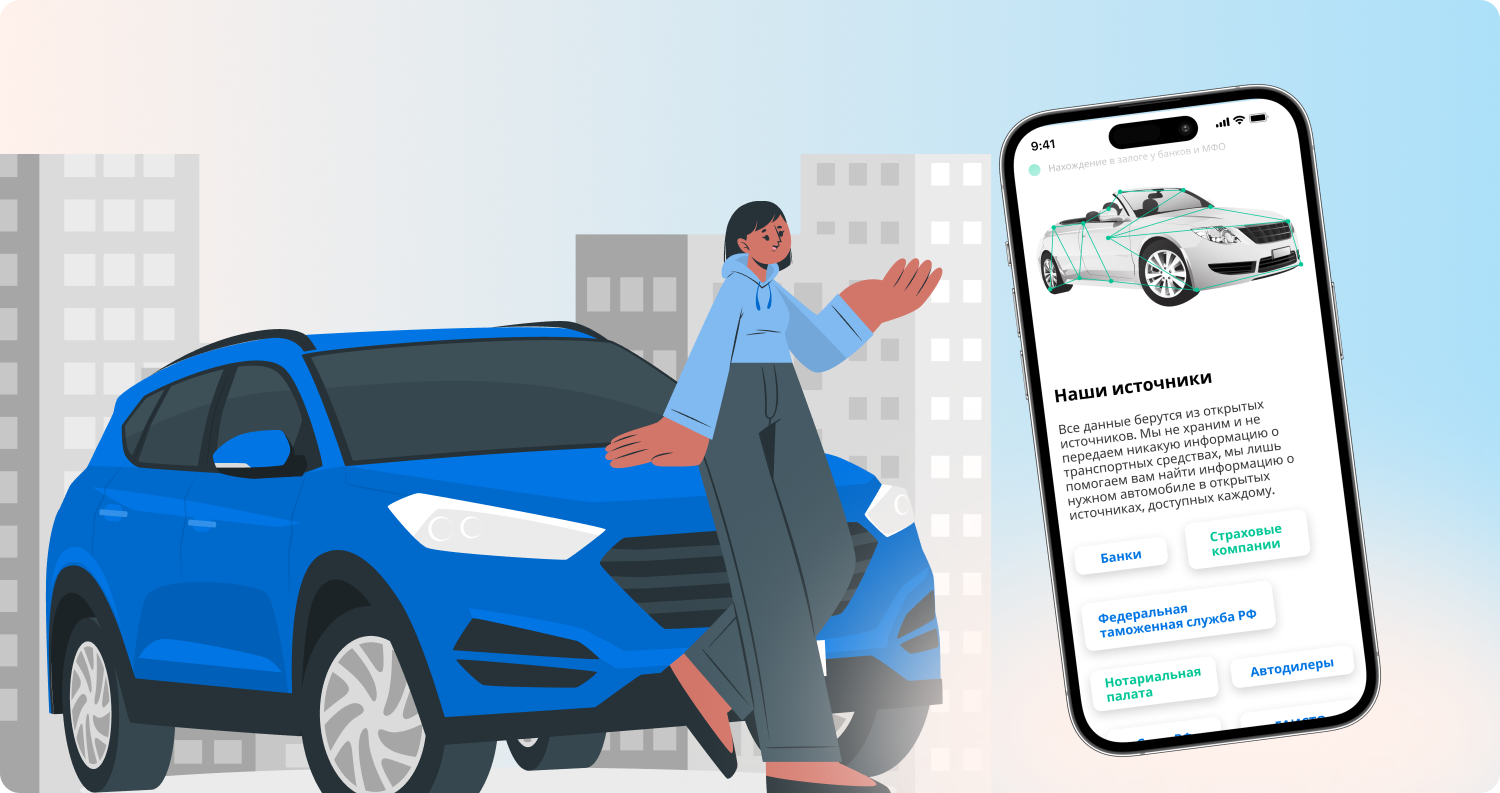 9:41
Нахождение в залоге у банков и МФО
Наши источники
Все данные берутся из открытых
источников. Мы не храним и не
передаем никакую информацию о
транспортных средствах, мы лишь
помогаем вам найти информацию о
нужном автомобиле в открытых
источниках, доступных каждому.
Банки
Страховые
компании
Федеральная
таможенная служба РФ
Нотариальная
палата
Автодилеры